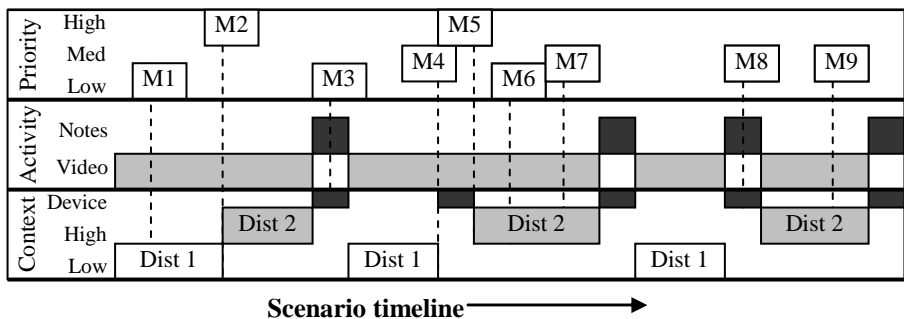 Priority
High
Med
Low
M1
M2
M3
M4
M5
M6
M7
M8
M9
Activity
Notes
Video
Context
Device
High
Low
Dist 1
Dist 2
Dist 1
Dist 2
Dist 1
Dist 2
Scenario timeline